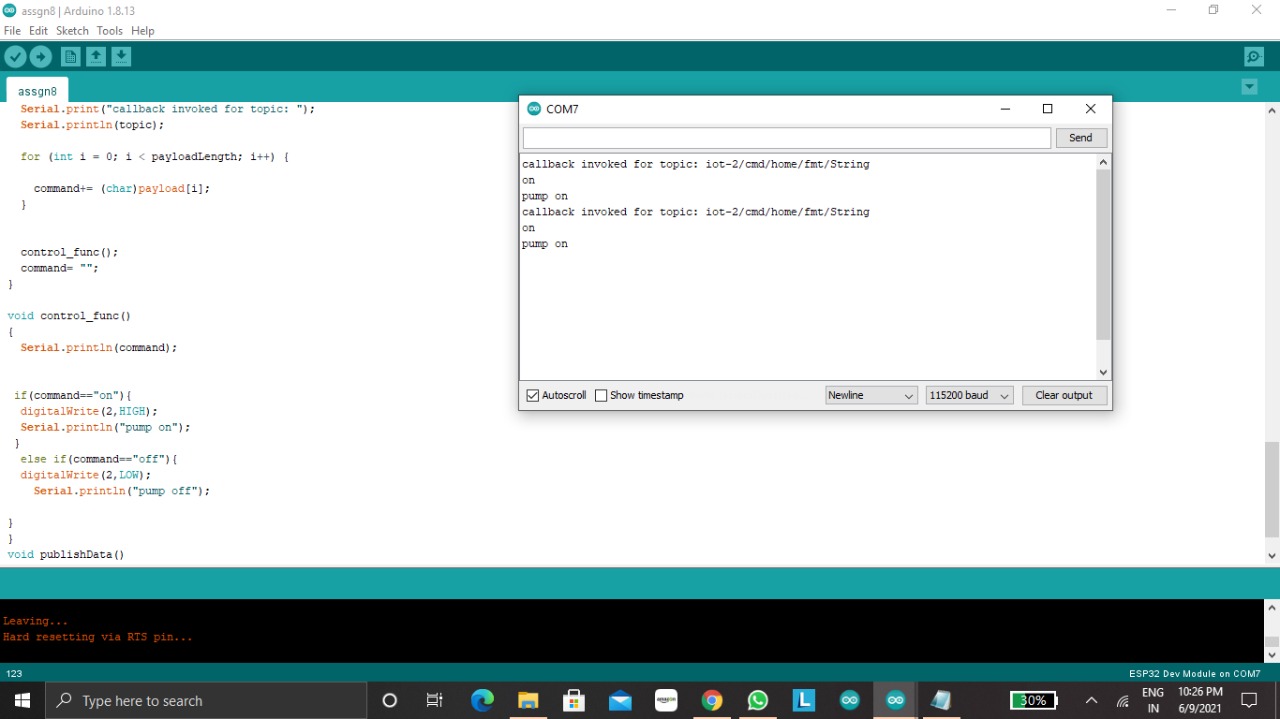 assgn8 | Arduino 1.8.13
File Edit Sketch Tools Help
assgn8
Serial.print("callback invoked for topic: ");
Serial.println(topic);
for (int i = 0; i < payloadLength; i++) {
command+= (char)payload[i];
}
control_func();
command= "";
}
void control_func()
{
Serial.println(command);
if(command=="on"){
digitalWrite(2,HIGH);
Serial.println("pump on");
}
else if(command=="off"){
digitalWrite(2,LOW);
Serial.println("pump off");
}
}
void publishData()
COM7
Send
callback invoked for topic: iot-2/cmd/home/fmt/String
on
pump on
callback invoked for topic: iot-2/cmd/home/fmt/String
on
pump on
Autoscroll Show timestamp Newline 115200 baud Clear output
Leaving...
Hard resetting via RTS pin...
123 ESP32 Dev Module on COM7
Type here to search
amazon
L
30%
ENG
IN
10:26 PM
6/9/2021